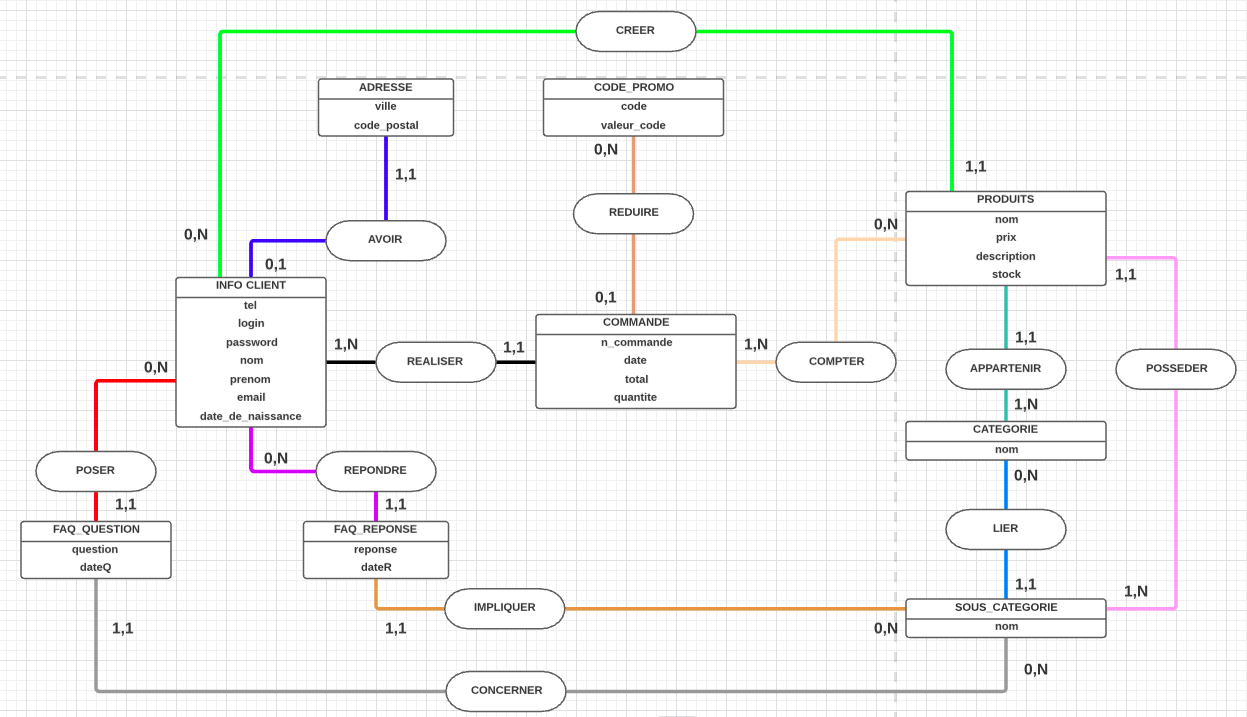 CREER
ADRESSE
ville
code_postal
CODE_PROMO
code
valeur_code
0,N
1,1
1,1
PRODUITS
nom
prix
description
stock
REDUIRE
0,N
0,N
AVOIR
0,1
1,1
INFO CLIENT
tel
login
password
nom
prenom
email
date_de_naissance
0,1
COMMANDE
n_commande
date
total
quantite
1,N
REALISER
1,1
1,N
COMPTER
1,1
APPARTENIR
POSSEDER
0,N
1,N
CATEGORIE
nom
0,N
POSER
0,N
REPONDRE
1,1
1,1
0,N
LIER
FAQ_QUESTION
question
dateQ
FAQ_REPONSE
reponse
dateR
1,1
1,N
IMPLIQUER
SOUS_CATEGORIE
nom
1,1
1,1
0,N
0,N
CONCERNER